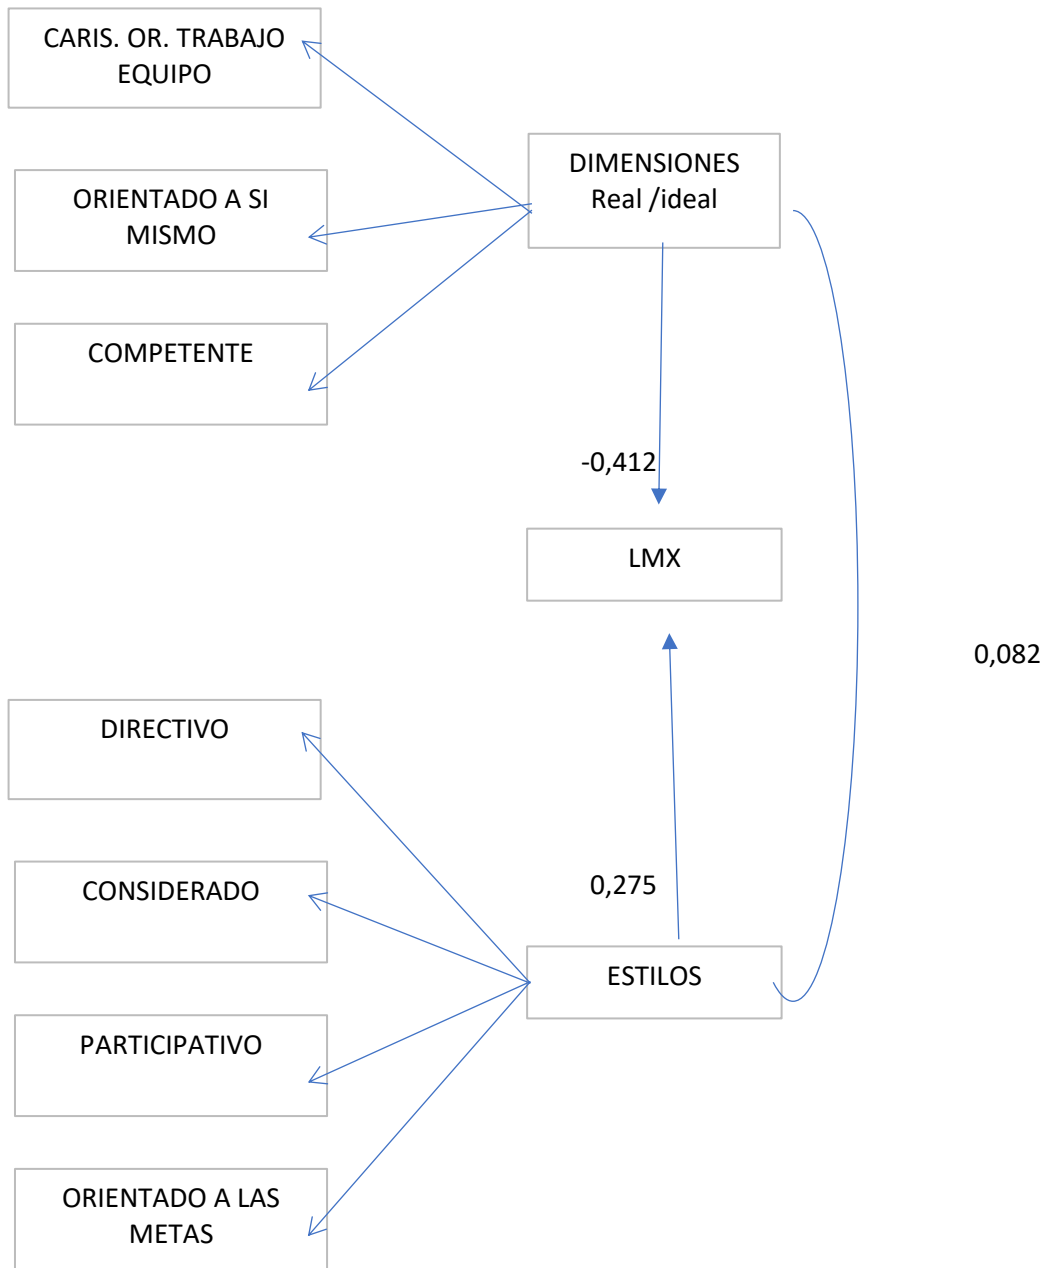 CARIS. OR. TRABAJO
EQUIPO
DIMENSIONES
Real /ideal
ORIENTADO A SI
MISMO
COMPETENTE
-0,412
LMX
0,082
DIRECTIVO
CONSIDERADO
0,275
ESTILOS
PARTICIPATIVO
ORIENTADO A LAS
METAS